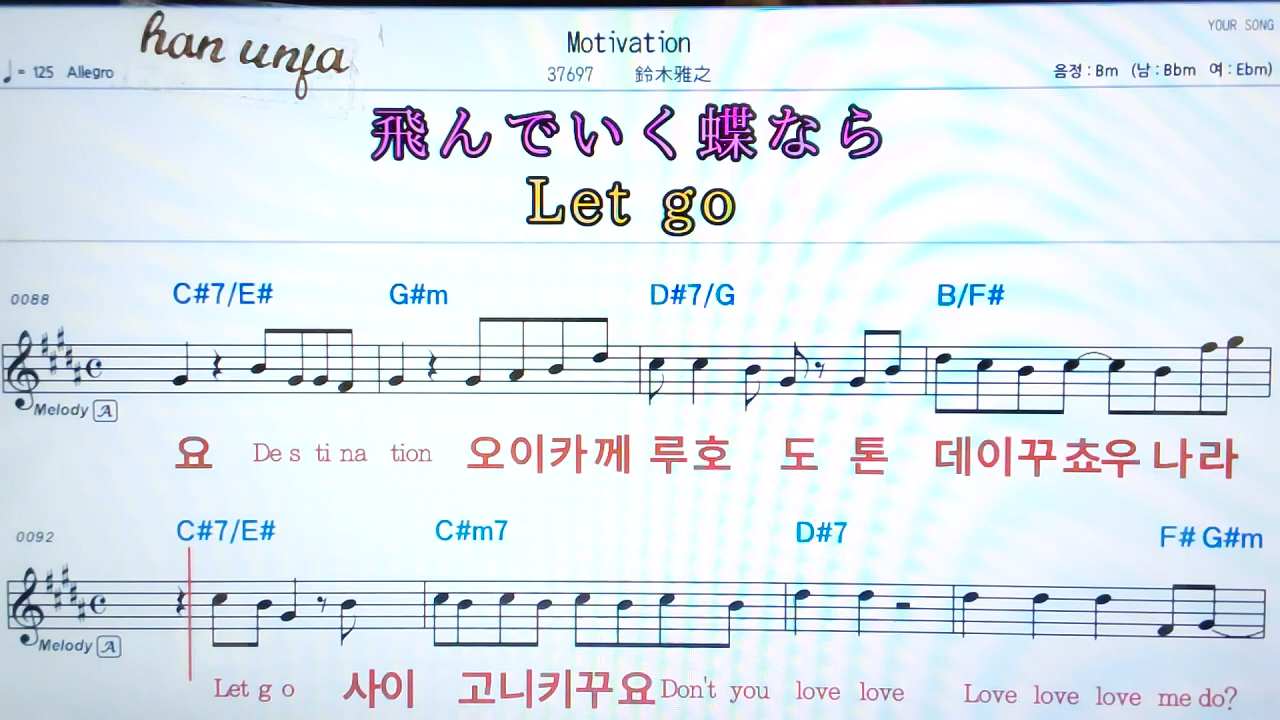 han unja
Motivation
YOUR SONG
♩= 125 Allegro
37697 鈴木雅之
음정 : Bm (남 : Bbm 여 : Ebm)
飛んでいく蝶なら
Let go
0088 C#7/E# G#m D#7/G B/F#
Melody A
요 De s ti na tion 오이카께 루호 도 톤 데이꾸쵸우 나라
0092 C#7/E# C#m7 D#7 F# G#m
Melody A
Let g o 사이 고니키꾸요 Don't you love love Love love love me do?